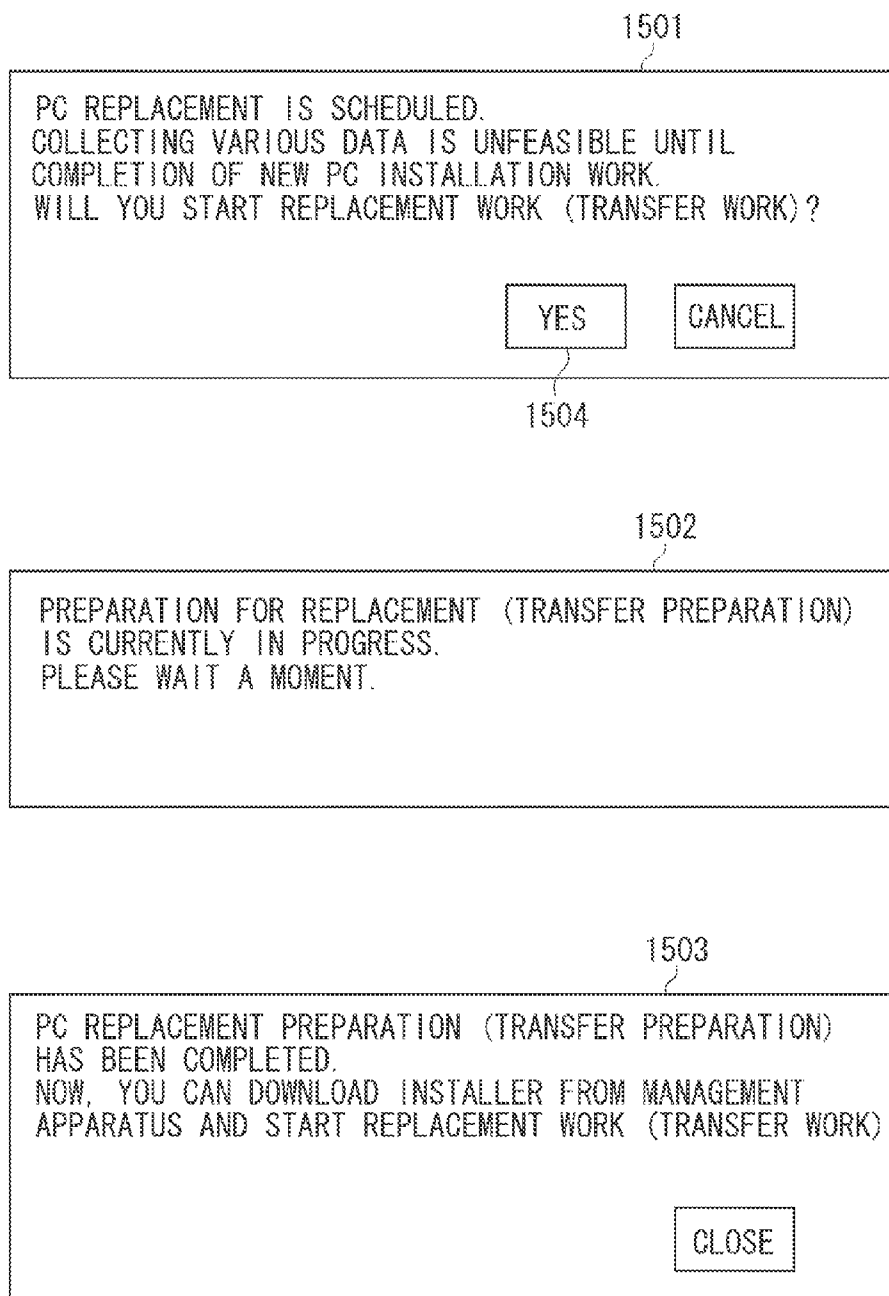 1501
PC REPLACEMENT IS SCHEDULED.
COLLECTING VARIOUS DATA IS UNFEASIBLE UNTIL
COMPLETION OF NEW PC INSTALLATION WORK.
WILL YOU START REPLACEMENT WORK (TRANSFER WORK)?
YES
CANCEL
1504
1502
PREPARATION FOR REPLACEMENT (TRANSFER PREPARATION)
IS CURRENTLY IN PROGRESS.
PLEASE WAIT A MOMENT.
1503
PC REPLACEMENT PREPARATION (TRANSFER PREPARATION)
HAS BEEN COMPLETED.
NOW, YOU CAN DOWNLOAD INSTALLER FROM MANAGEMENT
APPARATUS AND START REPLACEMENT WORK (TRANSFER WORK)
CLOSE